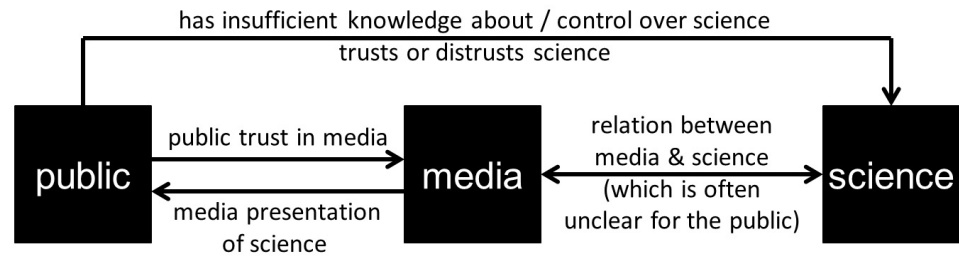 has insufficient knowledge about / control over science
trusts or distrusts science
public
public trust in media
media presentation
of science
media
relation between
media & science
(which is often
unclear for the public)
science